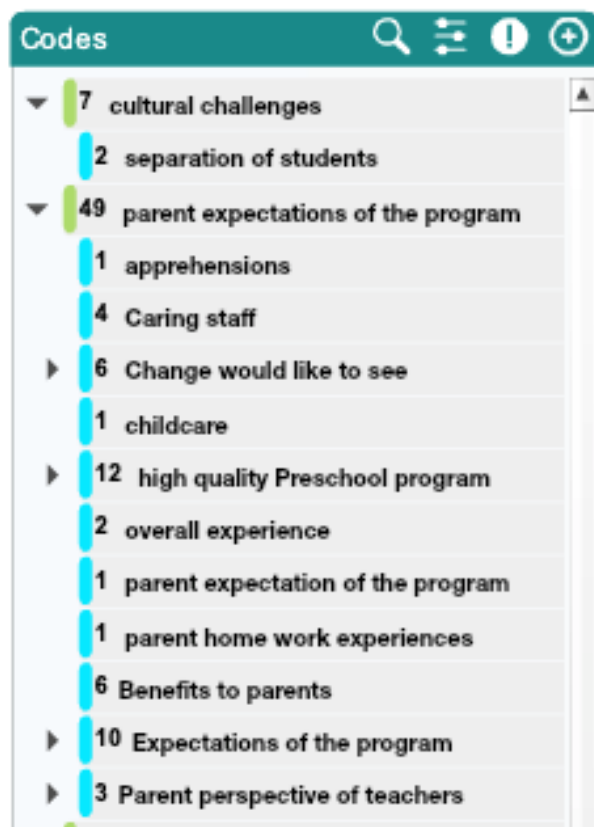 Codes
7 cultural challenges
2 separation of students
49 parent expectations of the program
1 apprehensions
4 Caring staff
6 Change would like to see
1 childcare
12 high quality Preschool program
2 overall experience
1 parent expectation of the program
1 parent home work experiences
6 Benefits to parents
10 Expectations of the program
3 Parent perspective of teachers